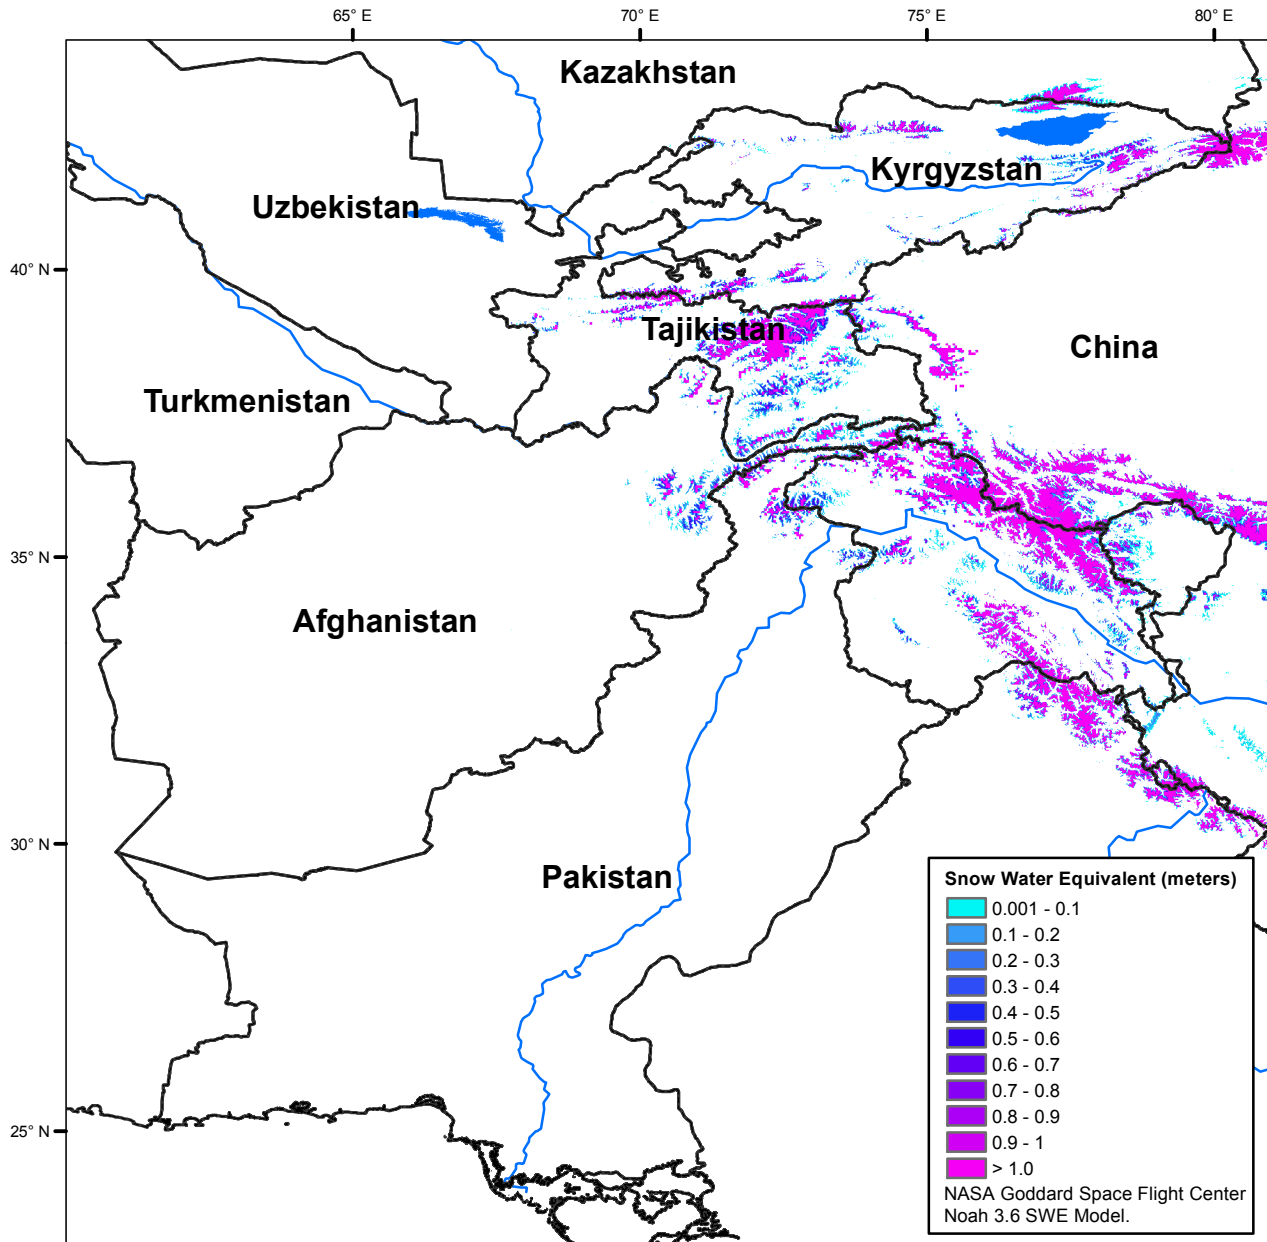 65° E
70° E
75° E
80° E
Kazakhstan
Kyrgyzstan
Uzbekistan
40° N
Tajikistan
China
Turkmenistan
35° N
Afghanistan
30° N
Pakistan
25° N
Snow Water Equivalent (meters)
0.001 - 0.1
0.1 - 0.2
0.2 - 0.3
0.3 - 0.4
0.4 - 0.5
0.5 - 0.6
0.6 - 0.7
0.7 - 0.8
0.8 - 0.9
0.9 - 1
> 1.0
NASA Goddard Space Flight Center
Noah 3.6 SWE Model.